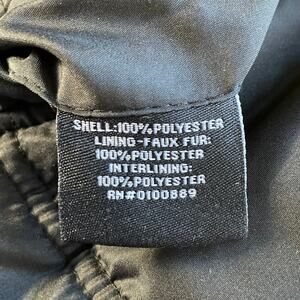 SHELL:100%POLYESTER
LINING-FAUX FUR:
100%POLYESTER
INTERLINING:
100%POLYESTER
RN#0100889